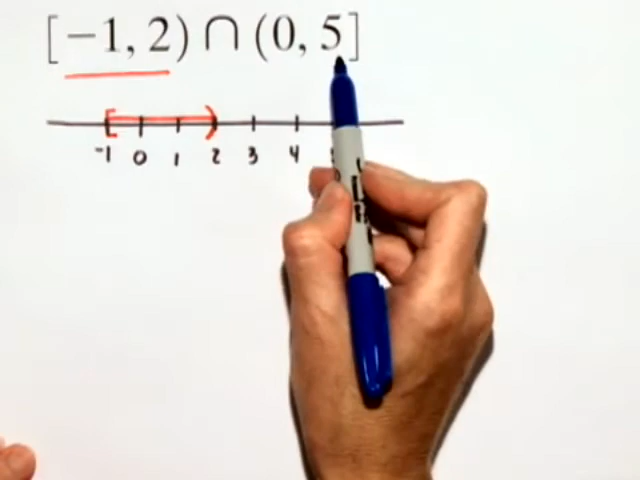 [−1, 2) ∩ (0, 5]
-1 0 1 2 3 4